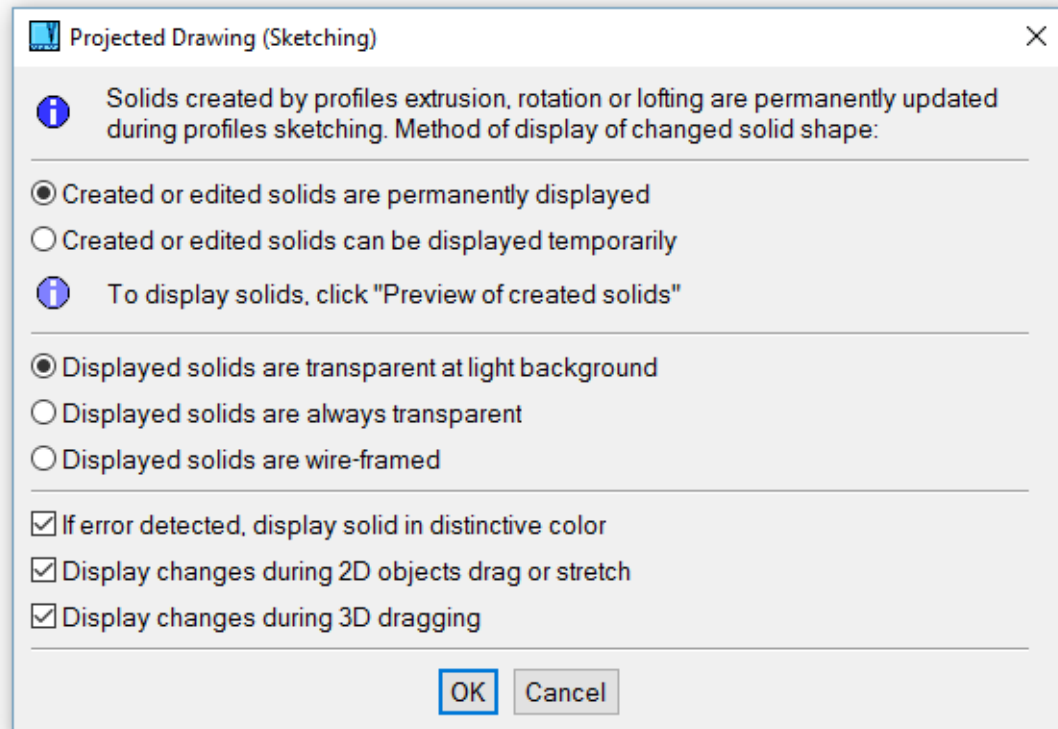 Projected Drawing (Sketching)
Solids created by profiles extrusion, rotation or lofting are permanently updated
during profiles sketching. Method of display of changed solid shape:
Created or edited solids are permanently displayed
Created or edited solids can be displayed temporarily
To display solids, click "Preview of created solids"
Displayed solids are transparent at light background
Displayed solids are always transparent
Displayed solids are wire-framed
If error detected, display solid in distinctive color
Display changes during 2D objects drag or stretch
Display changes during 3D dragging
OK Cancel